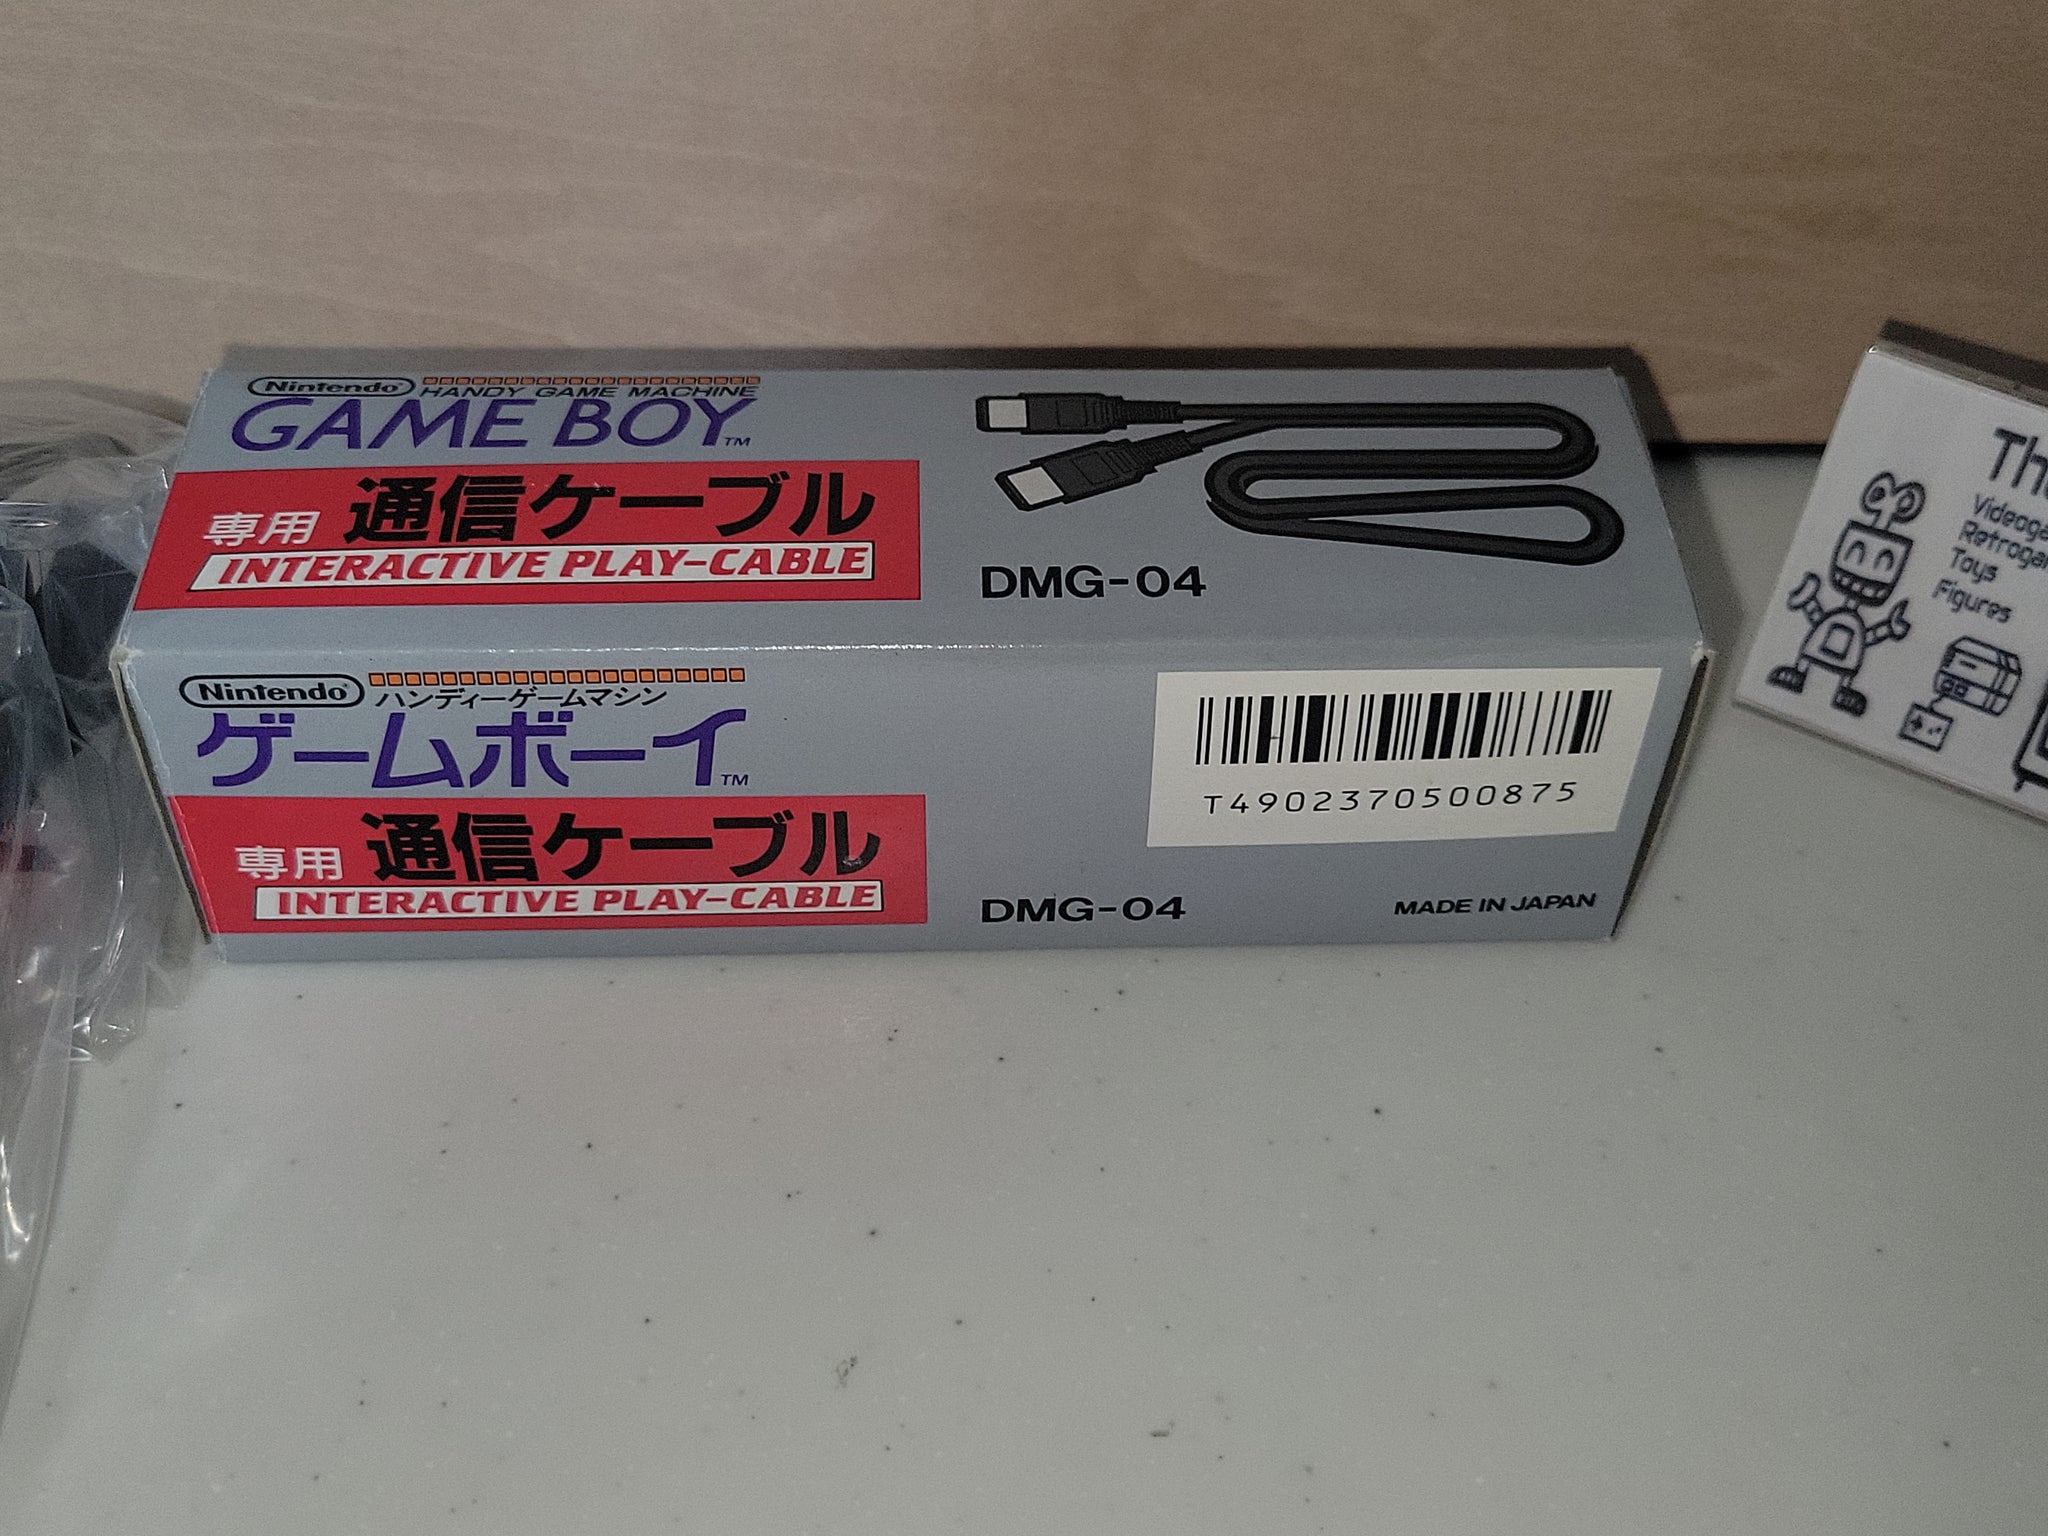 Nintendo HANDY GAME MACHINE
GAME BOY™
専用 通信ケーブル
INTERACTIVE PLAY-CABLE
DMG-04
Nintendo ハンディーゲームマシン
ゲームボーイ™
専用 通信ケーブル
INTERACTIVE PLAY-CABLE
DMG-04
T4902370500875
MADE IN JAPAN
Toys
Figures